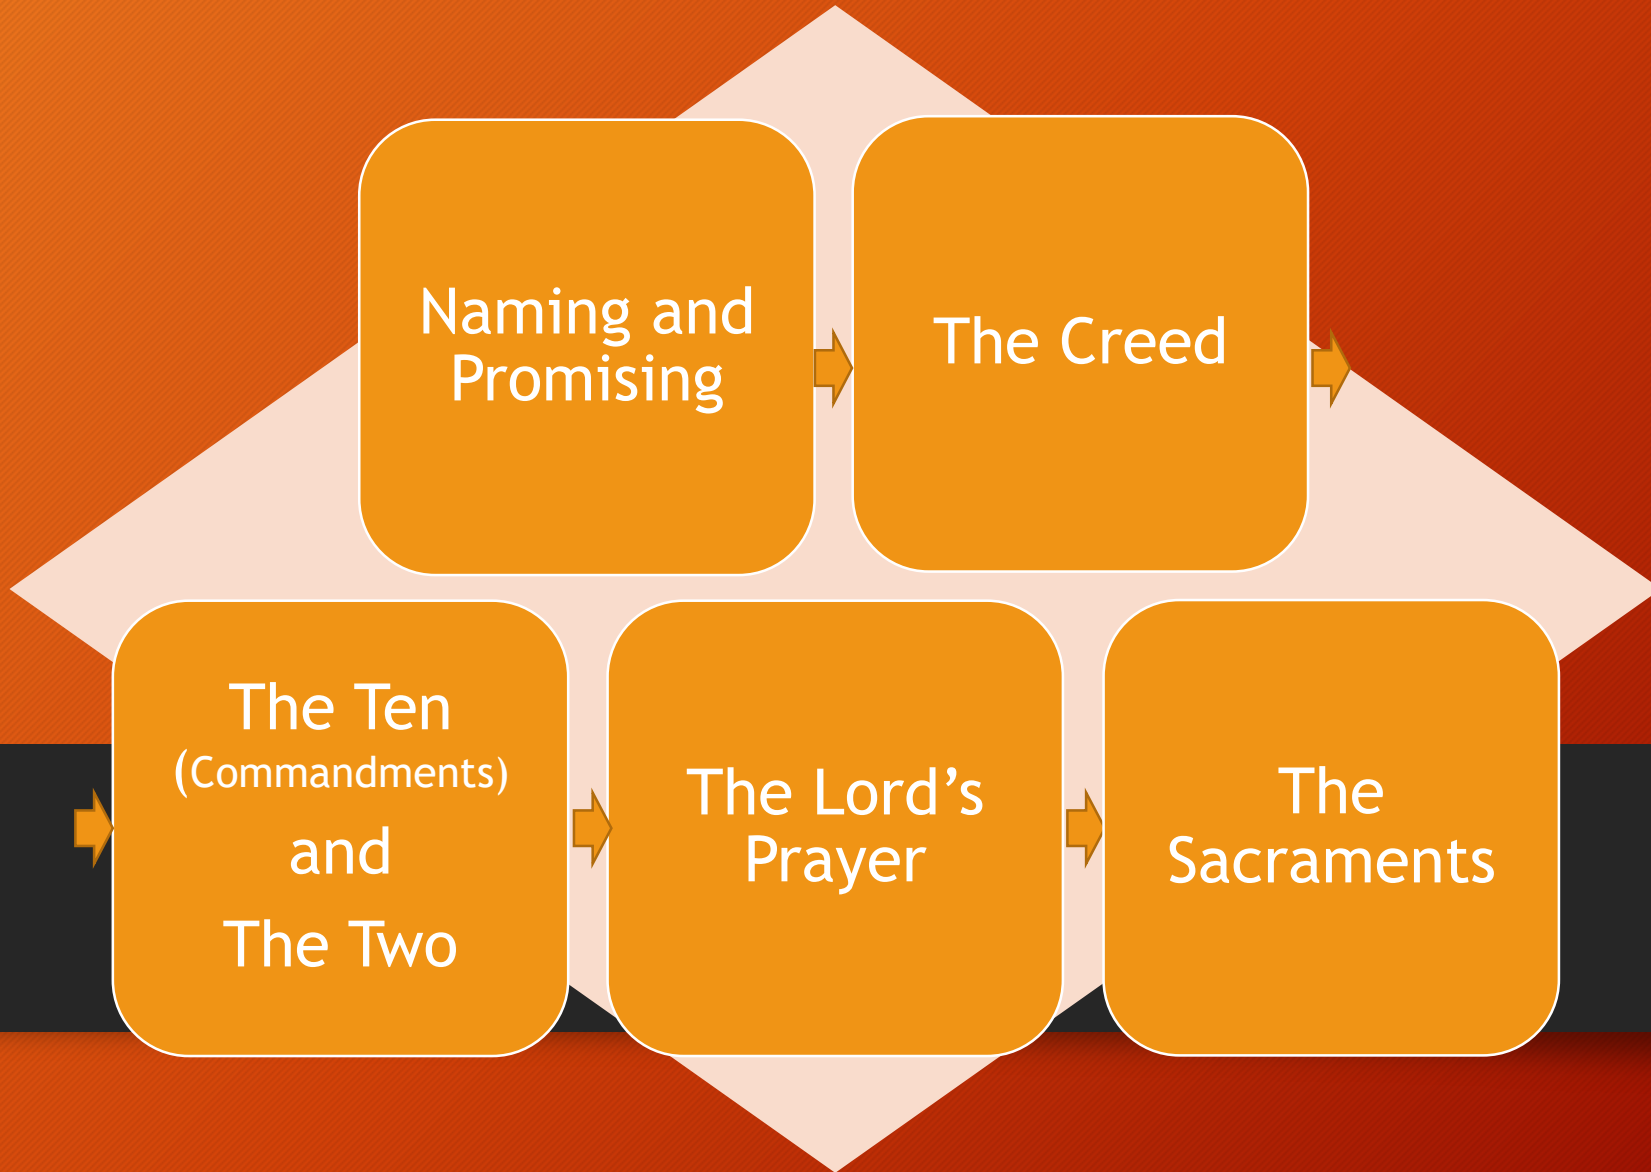 Naming and
Promising
The Creed
The Ten
(Commandments)
and
The Two
The Lord’s
Prayer
The
Sacraments